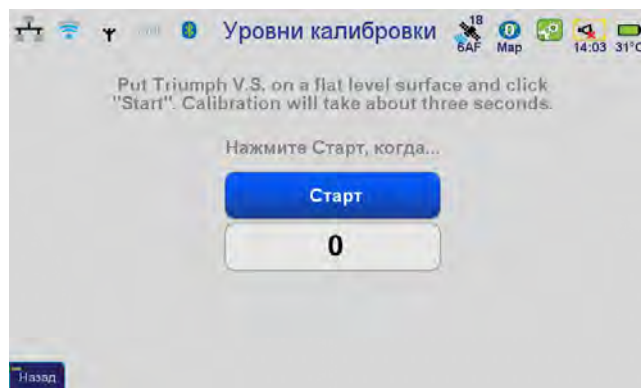 Уровни калибровки
18
6AF
Map
14:03
31°C
Put Triumph V.S. on a flat level surface and click
"Start". Calibration will take about three seconds.
Нажмите Старт, когда...
Старт
0
Назад